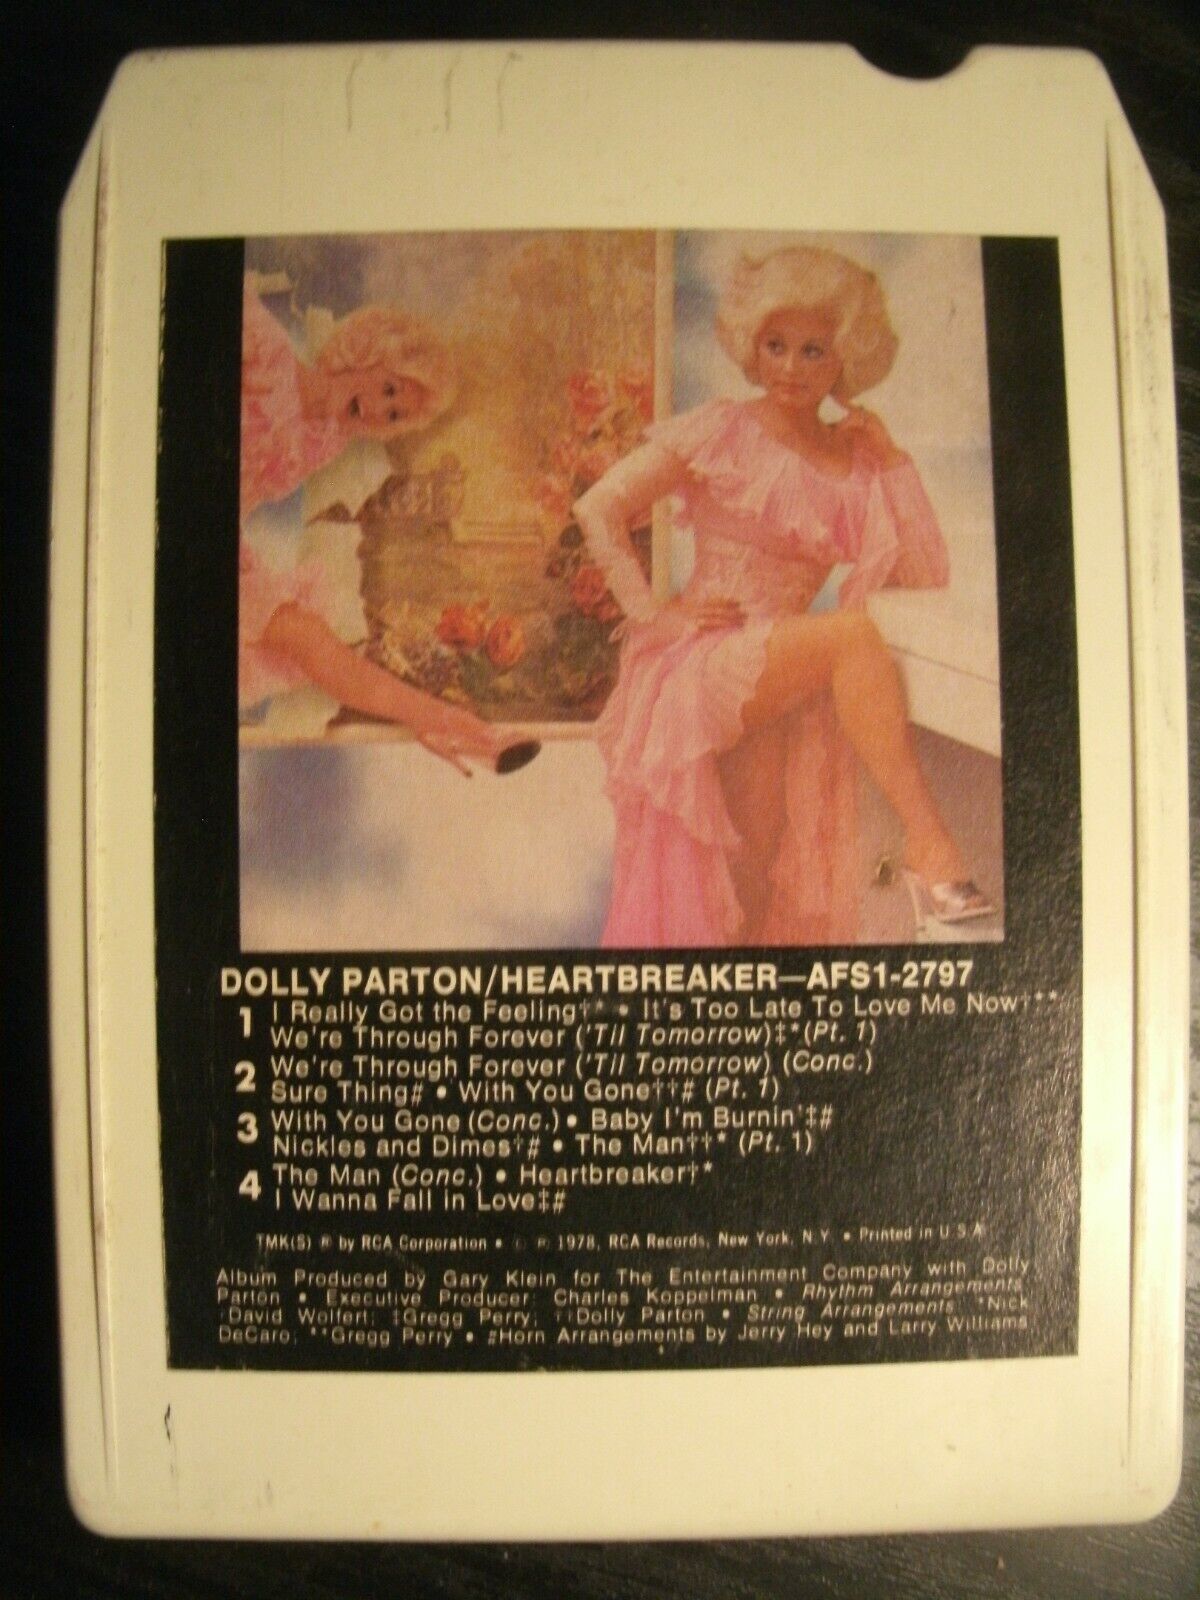 DOLLY PARTON/HEARTBREAKER—AFS1-2797
1 I Really Got the Feeling†* • It's Too Late To Love Me Now†**
We're Through Forever ('Til Tomorrow)‡*(Pt. 1)
2 We're Through Forever ('Til Tomorrow) (Conc.)
Sure Thing# • With You Gone††# (Pt. 1)
3 With You Gone (Conc.) • Baby I'm Burnin'‡#
Nickles and Dimes†# • The Man††* (Pt. 1)
4 The Man (Conc.) • Heartbreaker†*
I Wanna Fall in Love‡#
TMK(S) ® by RCA Corporation • © ℗ 1978, RCA Records, New York, N.Y. • Printed in U.S.A.
Album Produced by Gary Klein for The Entertainment Company with Dolly
Parton • Executive Producer: Charles Koppelman • Rhythm Arrangements:
†David Wolfert; ‡Gregg Perry; ††Dolly Parton • String Arrangements: *Nick
DeCaro; **Gregg Perry • #Horn Arrangements by Jerry Hey and Larry Williams